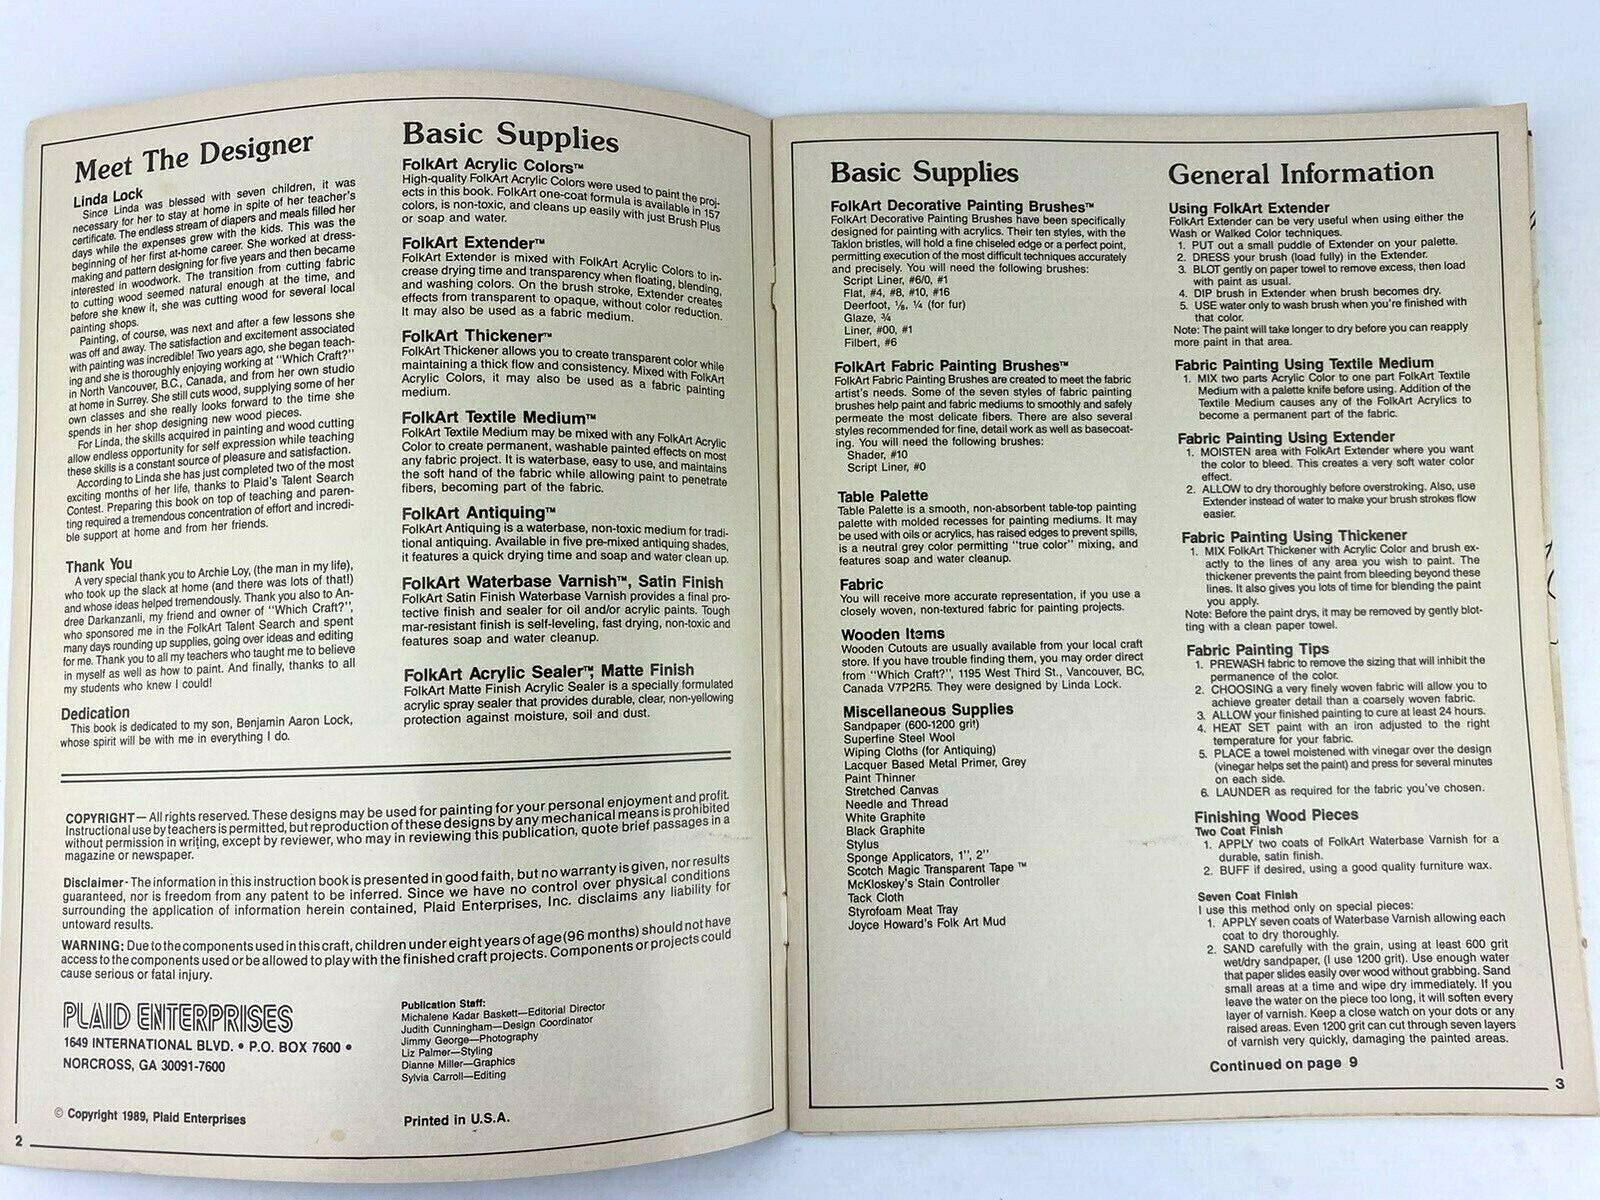 Meet The Designer
Linda Lock
Since Linda was blessed with seven children, it was
necessary for her to stay at home in spite of her teacher's
certificate. The endless stream of diapers and meals filled her
days while the expenses grew with the kids. This was the
beginning of her first at-home career. She worked at dress-
making and pattern designing for five years and then became
interested in woodwork. The transition from cutting fabric
to cutting wood seemed natural enough at the time, and
before she knew it, she was cutting wood for several local
painting shops.
Painting, of course, was next and after a few lessons she
was off and away. The satisfaction and excitement associated
with painting was incredible! Two years ago, she began teach-
ing and she is thoroughly enjoying working at "Which Craft?"
in North Vancouver, B.C., Canada, and from her own studio
at home in Surrey. She still cuts wood, supplying some of her
own classes and she really looks forward to the time she
spends in her shop designing new wood pieces.
For Linda, the skills acquired in painting and wood cutting
allow endless opportunity for self expression while teaching
these skills is a constant source of pleasure and satisfaction.
According to Linda she has just completed two of the most
exciting months of her life, thanks to Plaid's Talent Search
Contest. Preparing this book on top of teaching and paren-
ting required a tremendous concentration of effort and incredi-
ble support at home and from her friends.
Thank You
A very special thank you to Archie Loy, (the man in my life),
who took up the slack at home (and there was lots of that!)
and whose ideas helped tremendously. Thank you also to An-
dree Darkanzanli, my friend and owner of "Which Craft?",
who sponsored me in the FolkArt Talent Search and spent
many days rounding up supplies, going over ideas and editing
for me. Thank you to all my teachers who taught me to believe
in myself as well as how to paint. And finally, thanks to all
my students who knew I could!
Dedication
This book is dedicated to my son, Benjamin Aaron Lock,
whose spirit will be with me in everything I do.
Basic Supplies
FolkArt Acrylic Colors™
High-quality FolkArt Acrylic Colors were used to paint the proj-
ects in this book. FolkArt one-coat formula is available in 157
colors, is non-toxic, and cleans up easily with just Brush Plus
or soap and water.
FolkArt Extender™
FolkArt Extender is mixed with FolkArt Acrylic Colors to in-
crease drying time and transparency when floating, blending,
and washing colors. On the brush stroke, Extender creates
effects from transparent to opaque, without color reduction.
It may also be used as a fabric medium.
FolkArt Thickener™
FolkArt Thickener allows you to create transparent color while
maintaining a thick flow and consistency. Mixed with FolkArt
Acrylic Colors, it may also be used as a fabric painting
medium.
FolkArt Textile Medium™
FolkArt Textile Medium may be mixed with any FolkArt Acrylic
Color to create permanent, washable painted effects on most
any fabric project. It is waterbase, easy to use, and maintains
the soft hand of the fabric while allowing paint to penetrate
fibers, becoming part of the fabric.
FolkArt Antiquing™
FolkArt Antiquing is a waterbase, non-toxic medium for tradi-
tional antiquing. Available in five pre-mixed antiquing shades,
it features a quick drying time and soap and water clean up.
FolkArt Waterbase Varnish™, Satin Finish
FolkArt Satin Finish Waterbase Varnish provides a final pro-
tective finish and sealer for oil and/or acrylic paints. Tough
mar-resistant finish is self-leveling, fast drying, non-toxic and
features soap and water cleanup.
FolkArt Acrylic Sealer™, Matte Finish
FolkArt Matte Finish Acrylic Sealer is a specially formulated
acrylic spray sealer that provides durable, clear, non-yellowing
protection against moisture, soil and dust.
COPYRIGHT — All rights reserved. These designs may be used for painting for your personal enjoyment and profit.
Instructional use by teachers is permitted, but reproduction of these designs by any mechanical means is prohibited
without permission in writing, except by reviewer, who may in reviewing this publication, quote brief passages in a
magazine or newspaper.
Disclaimer - The information in this instruction book is presented in good faith, but no warranty is given, nor results
guaranteed, nor is freedom from any patent to be inferred. Since we have no control over physical conditions
surrounding the application of information herein contained, Plaid Enterprises, Inc. disclaims any liability for
untoward results.
WARNING: Due to the components used in this craft, children under eight years of age (96 months) should not have
access to the components used or be allowed to play with the finished craft projects. Components or projects could
cause serious or fatal injury.
PLAID ENTERPRISES
1649 INTERNATIONAL BLVD. • P.O. BOX 7600 •
NORCROSS, GA 30091-7600
Publication Staff:
Michalene Kadar Baskett—Editorial Director
Judith Cunningham—Design Coordinator
Jimmy George—Photography
Liz Palmer—Styling
Dianne Miller—Graphics
Sylvia Carroll—Editing
© Copyright 1989, Plaid Enterprises
Printed in U.S.A.
2
Basic Supplies
FolkArt Decorative Painting Brushes™
FolkArt Decorative Painting Brushes have been specifically
designed for painting with acrylics. Their ten styles, with the
Taklon bristles, will hold a fine chiseled edge or a perfect point,
permitting execution of the most difficult techniques accurately
and precisely. You will need the following brushes:
Script Liner, #6/0, #1
Flat, #4, #8, #10, #16
Deerfoot, ⅛, ¼ (for fur)
Glaze, ¾
Liner, #00, #1
Filbert, #6
FolkArt Fabric Painting Brushes™
FolkArt Fabric Painting Brushes are created to meet the fabric
artist's needs. Some of the seven styles of fabric painting
brushes help paint and fabric mediums to smoothly and safely
permeate the most delicate fibers. There are also several
styles recommended for fine, detail work as well as basecoat-
ing. You will need the following brushes:
Shader, #10
Script Liner, #0
Table Palette
Table Palette is a smooth, non-absorbent table-top painting
palette with molded recesses for painting mediums. It may
be used with oils or acrylics, has raised edges to prevent spills,
is a neutral grey color permitting "true color" mixing, and
features soap and water cleanup.
Fabric
You will receive more accurate representation, if you use a
closely woven, non-textured fabric for painting projects.
Wooden Items
Wooden Cutouts are usually available from your local craft
store. If you have trouble finding them, you may order direct
from "Which Craft?", 1195 West Third St., Vancouver, BC,
Canada V7P2R5. They were designed by Linda Lock.
Miscellaneous Supplies
Sandpaper (600-1200 grit)
Superfine Steel Wool
Wiping Cloths (for Antiquing)
Lacquer Based Metal Primer, Grey
Paint Thinner
Stretched Canvas
Needle and Thread
White Graphite
Black Graphite
Stylus
Sponge Applicators, 1", 2"
Scotch Magic Transparent Tape ™
McKloskey's Stain Controller
Tack Cloth
Styrofoam Meat Tray
Joyce Howard's Folk Art Mud
General Information
Using FolkArt Extender
FolkArt Extender can be very useful when using either the
Wash or Walked Color techniques.
1. PUT out a small puddle of Extender on your palette.
2. DRESS your brush (load fully) in the Extender.
3. BLOT gently on paper towel to remove excess, then load
with paint as usual.
4. DIP brush in Extender when brush becomes dry.
5. USE water only to wash brush when you're finished with
that color.
Note: The paint will take longer to dry before you can reapply
more paint in that area.
Fabric Painting Using Textile Medium
1. MIX two parts Acrylic Color to one part FolkArt Textile
Medium with a palette knife before using. Addition of the
Textile Medium causes any of the FolkArt Acrylics to
become a permanent part of the fabric.
Fabric Painting Using Extender
1. MOISTEN area with FolkArt Extender where you want
the color to bleed. This creates a very soft water color
effect.
2. ALLOW to dry thoroughly before overstroking. Also, use
Extender instead of water to make your brush strokes flow
easier.
Fabric Painting Using Thickener
1. MIX FolkArt Thickener with Acrylic Color and brush ex-
actly to the lines of any area you wish to paint. The
thickener prevents the paint from bleeding beyond these
lines. It also gives you lots of time for blending the paint
you apply.
Note: Before the paint drys, it may be removed by gently blot-
ting with a clean paper towel.
Fabric Painting Tips
1. PREWASH fabric to remove the sizing that will inhibit the
permanence of the color.
2. CHOOSING a very finely woven fabric will allow you to
achieve greater detail than a coarsely woven fabric.
3. ALLOW your finished painting to cure at least 24 hours.
4. HEAT SET paint with an iron adjusted to the right
temperature for your fabric.
5. PLACE a towel moistened with vinegar over the design
(vinegar helps set the paint) and press for several minutes
on each side.
6. LAUNDER as required for the fabric you've chosen.
Finishing Wood Pieces
Two Coat Finish
1. APPLY two coats of FolkArt Waterbase Varnish for a
durable, satin finish.
2. BUFF if desired, using a good quality furniture wax.
Seven Coat Finish
I use this method only on special pieces:
1. APPLY seven coats of Waterbase Varnish allowing each
coat to dry thoroughly.
2. SAND carefully with the grain, using at least 600 grit
wet/dry sandpaper, (I use 1200 grit). Use enough water
that paper slides easily over wood without grabbing. Sand
small areas at a time and wipe dry immediately. If you
leave the water on the piece too long, it will soften every
layer of varnish. Keep a close watch on your dots or any
raised areas. Even 1200 grit can cut through seven layers
of varnish very quickly, damaging the painted areas.
Continued on page 9
3